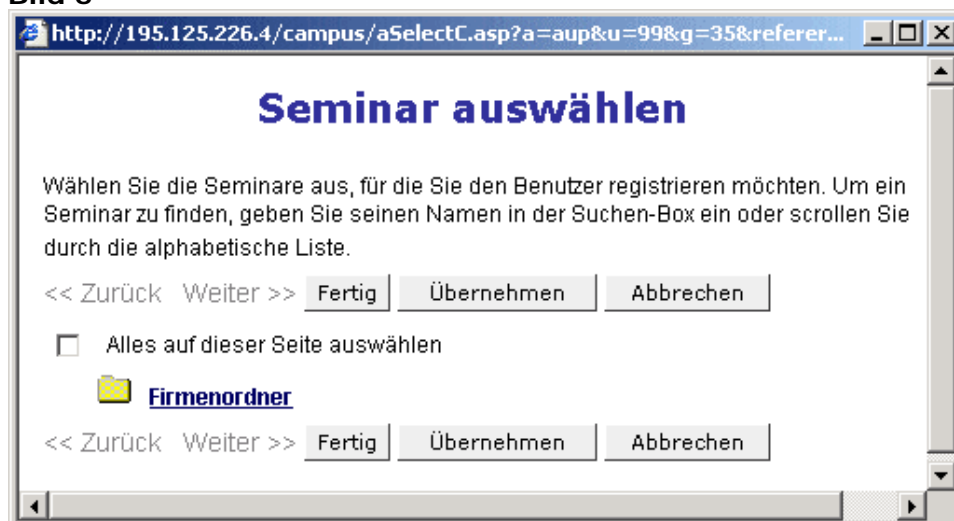 http://195.125.226.4/campus/aSelectC.asp?a=aup&u=99&g=35&referer...
Seminar auswählen
Wählen Sie die Seminare aus, für die Sie den Benutzer registrieren möchten. Um ein
Seminar zu finden, geben Sie seinen Namen in der Suchen-Box ein oder scrollen Sie
durch die alphabetische Liste.
<< Zurück Weiter >> Fertig Übernehmen Abbrechen
Alles auf dieser Seite auswählen
Firmenordner
<< Zurück Weiter >> Fertig Übernehmen Abbrechen